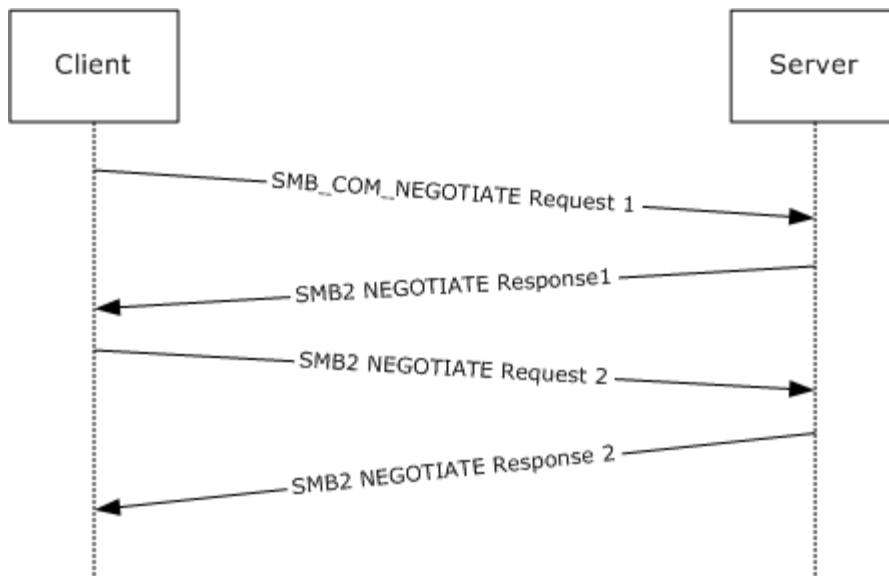 Client
Server
SMB_COM_NEGOTIATE Request 1
SMB2 NEGOTIATE Response1
SMB2 NEGOTIATE Request 2
SMB2 NEGOTIATE Response 2